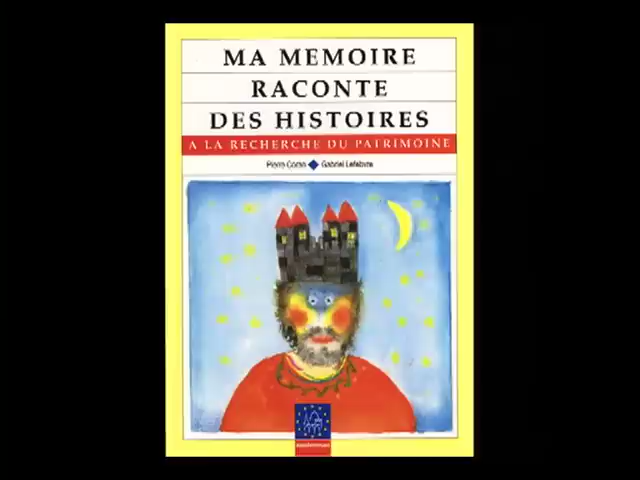 MA MEMOIRE
RACONTE
DES HISTOIRES
A LA RECHERCHE DU PATRIMOINE
Pierre Coran Gabriel Lefebvre